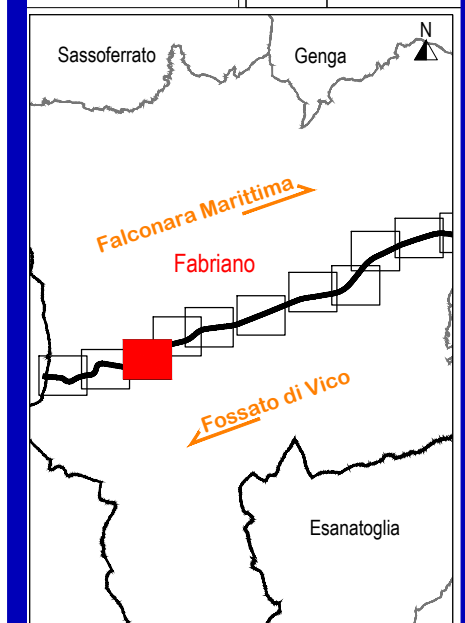 N
Sassoferrato
Genga
Falconara Marittima
Fabriano
Fossato di Vico
Esanatoglia